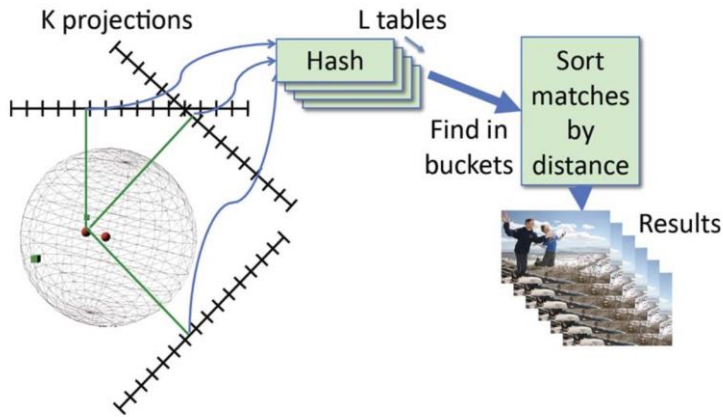 K projections
L tables
Hash
Sort
matches
by
distance
Find in
buckets
Results